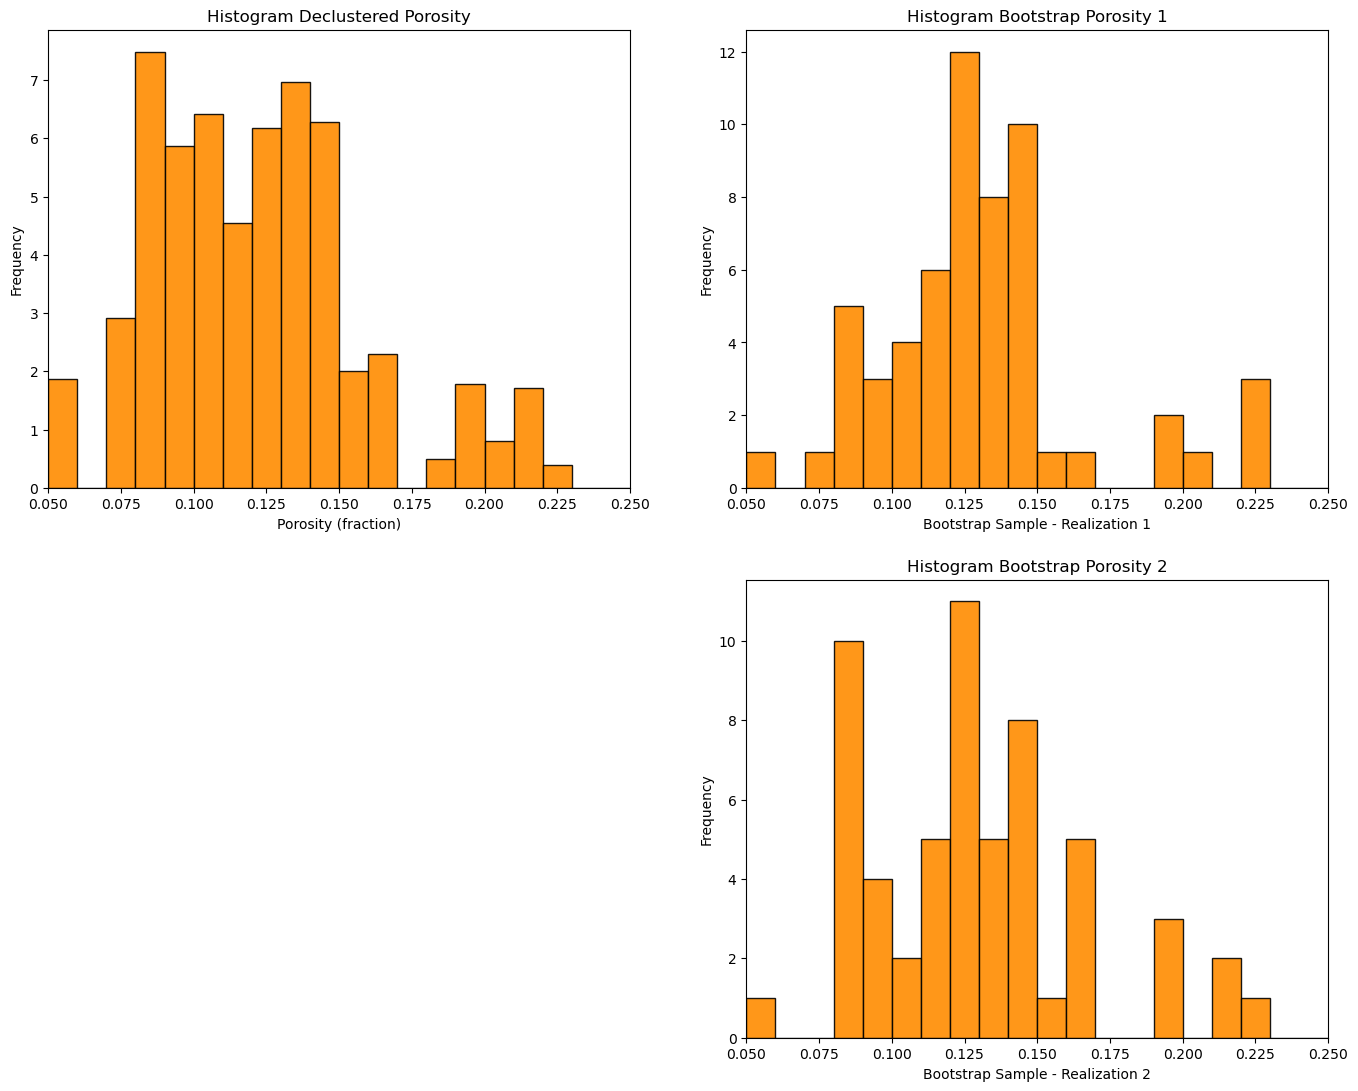 Histogram Declustered Porosity
7
6
5
4
3
2
1
0
Frequency
0.050 0.075 0.100 0.125 0.150 0.175 0.200 0.225 0.250
Porosity (fraction)
Histogram Bootstrap Porosity 1
12
10
8
6
4
2
0
Frequency
0.050 0.075 0.100 0.125 0.150 0.175 0.200 0.225 0.250
Bootstrap Sample - Realization 1
Histogram Bootstrap Porosity 2
10
8
6
4
2
0
Frequency
0.050 0.075 0.100 0.125 0.150 0.175 0.200 0.225 0.250
Bootstrap Sample - Realization 2